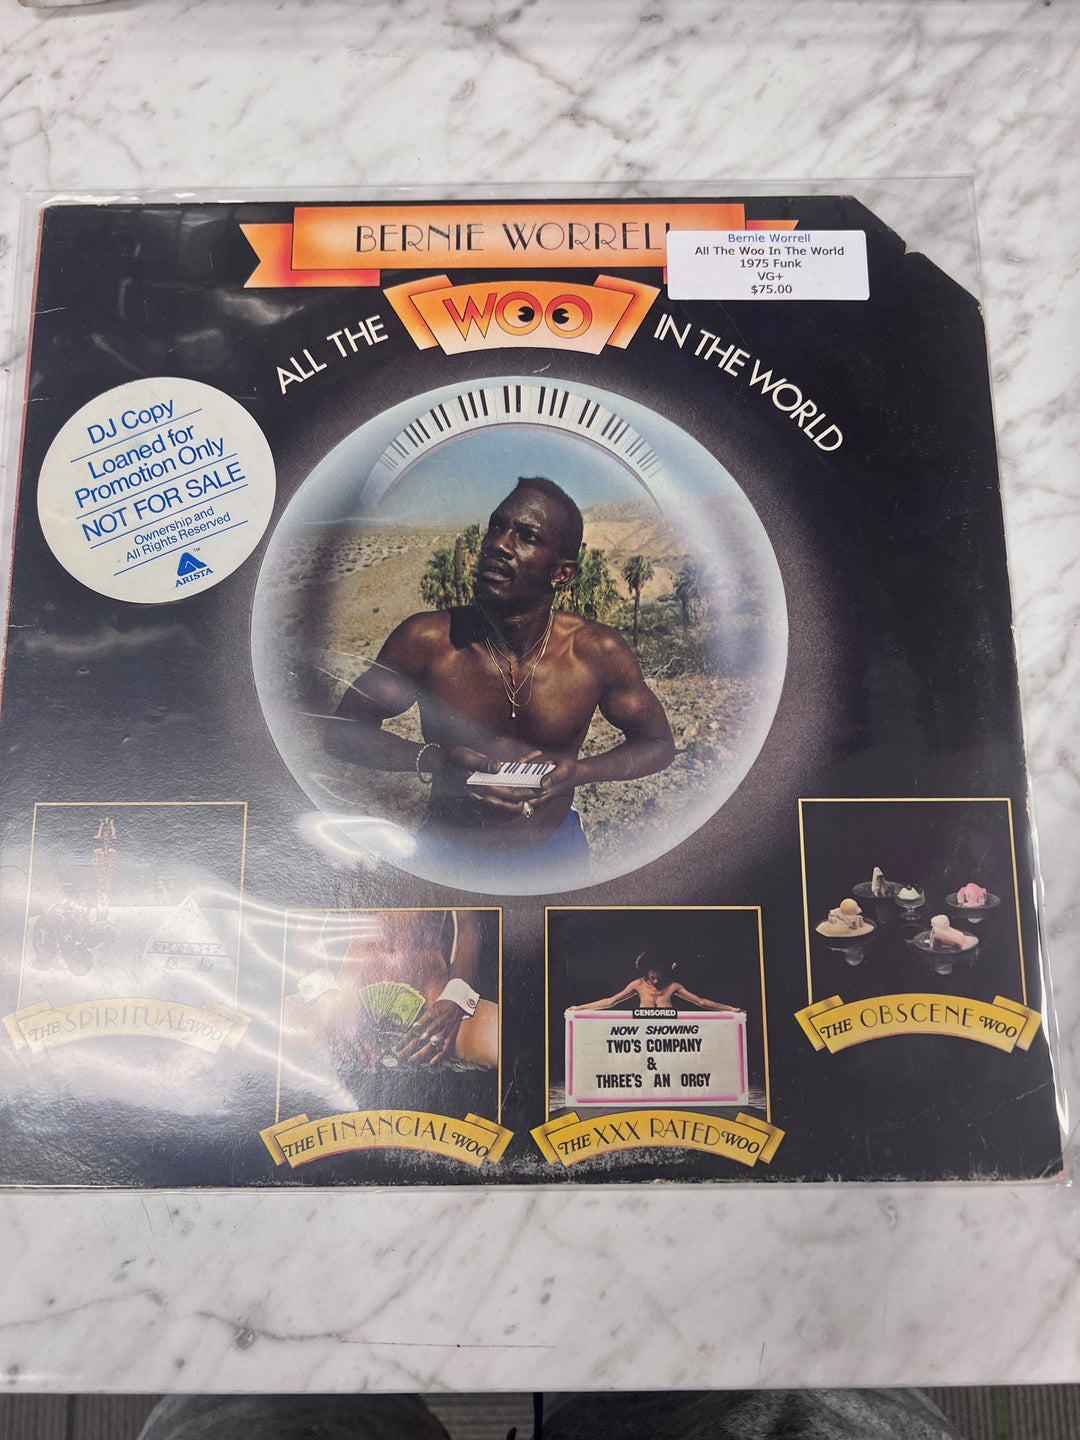 BERNIE WORRELL
ALL THE WOO IN THE WORLD
Bernie Worrell
All The Woo In The World
1975 Funk
VG+
$75.00
DJ Copy
Loaned for
Promotion Only
NOT FOR SALE
Ownership and
All Rights Reserved
TM
ARISTA
THE SPIRITUAL WOO
THE FINANCIAL WOO
CENSORED
NOW SHOWING
TWO'S COMPANY
&
THREE'S AN ORGY
THE XXX RATED WOO
THE OBSCENE WOO